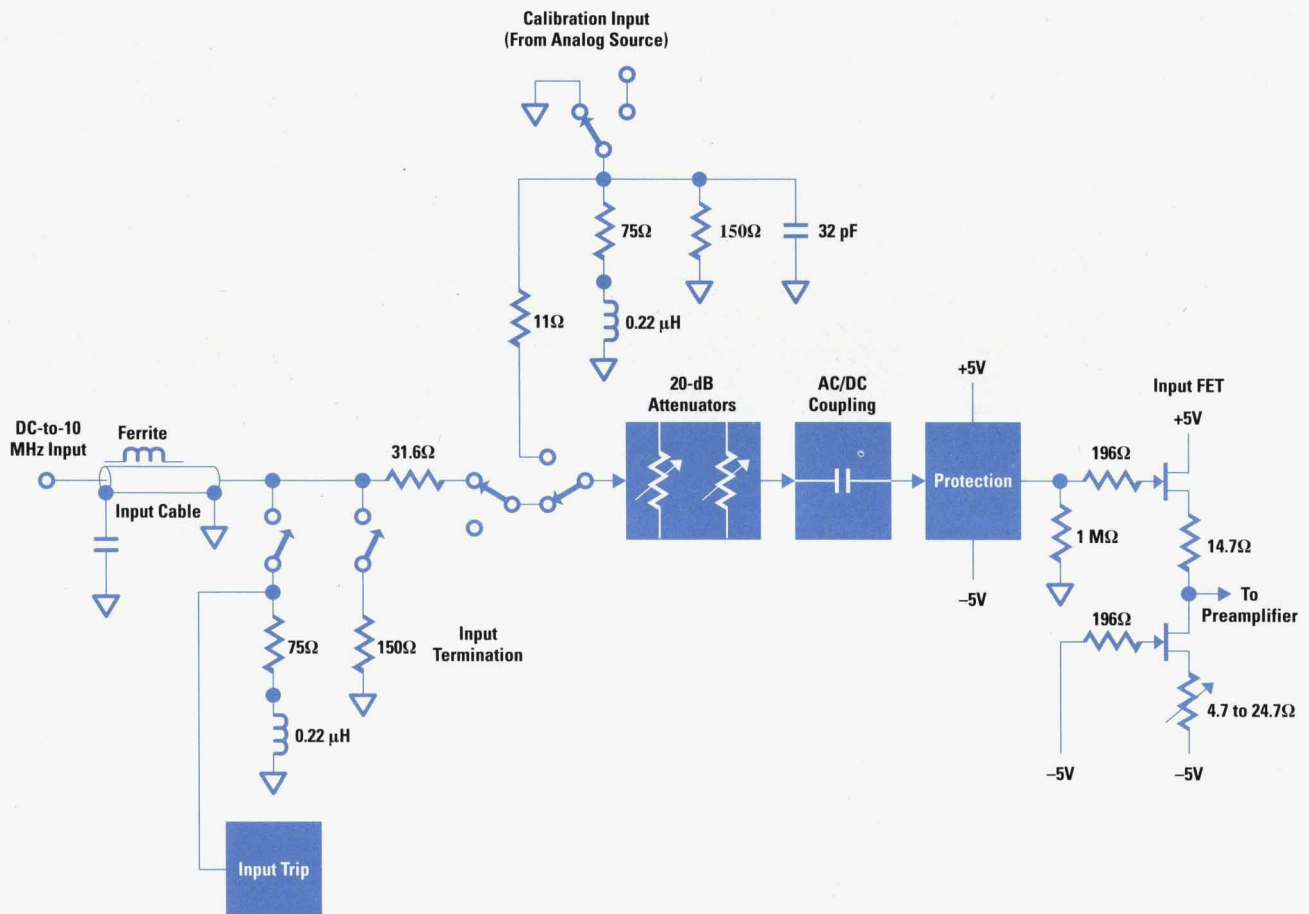 Calibration Input
(From Analog Source)
75Ω
150Ω
32 pF
11Ω
0.22 μH
DC-to-10
MHz Input
Ferrite
Input Cable
31.6Ω
20-dB
Attenuators
AC/DC
Coupling
+5V
Protection
–5V
Input FET
+5V
196Ω
1 MΩ
14.7Ω
To
Preamplifier
196Ω
4.7 to 24.7Ω
–5V
–5V
75Ω
150Ω
Input
Termination
0.22 μH
Input Trip